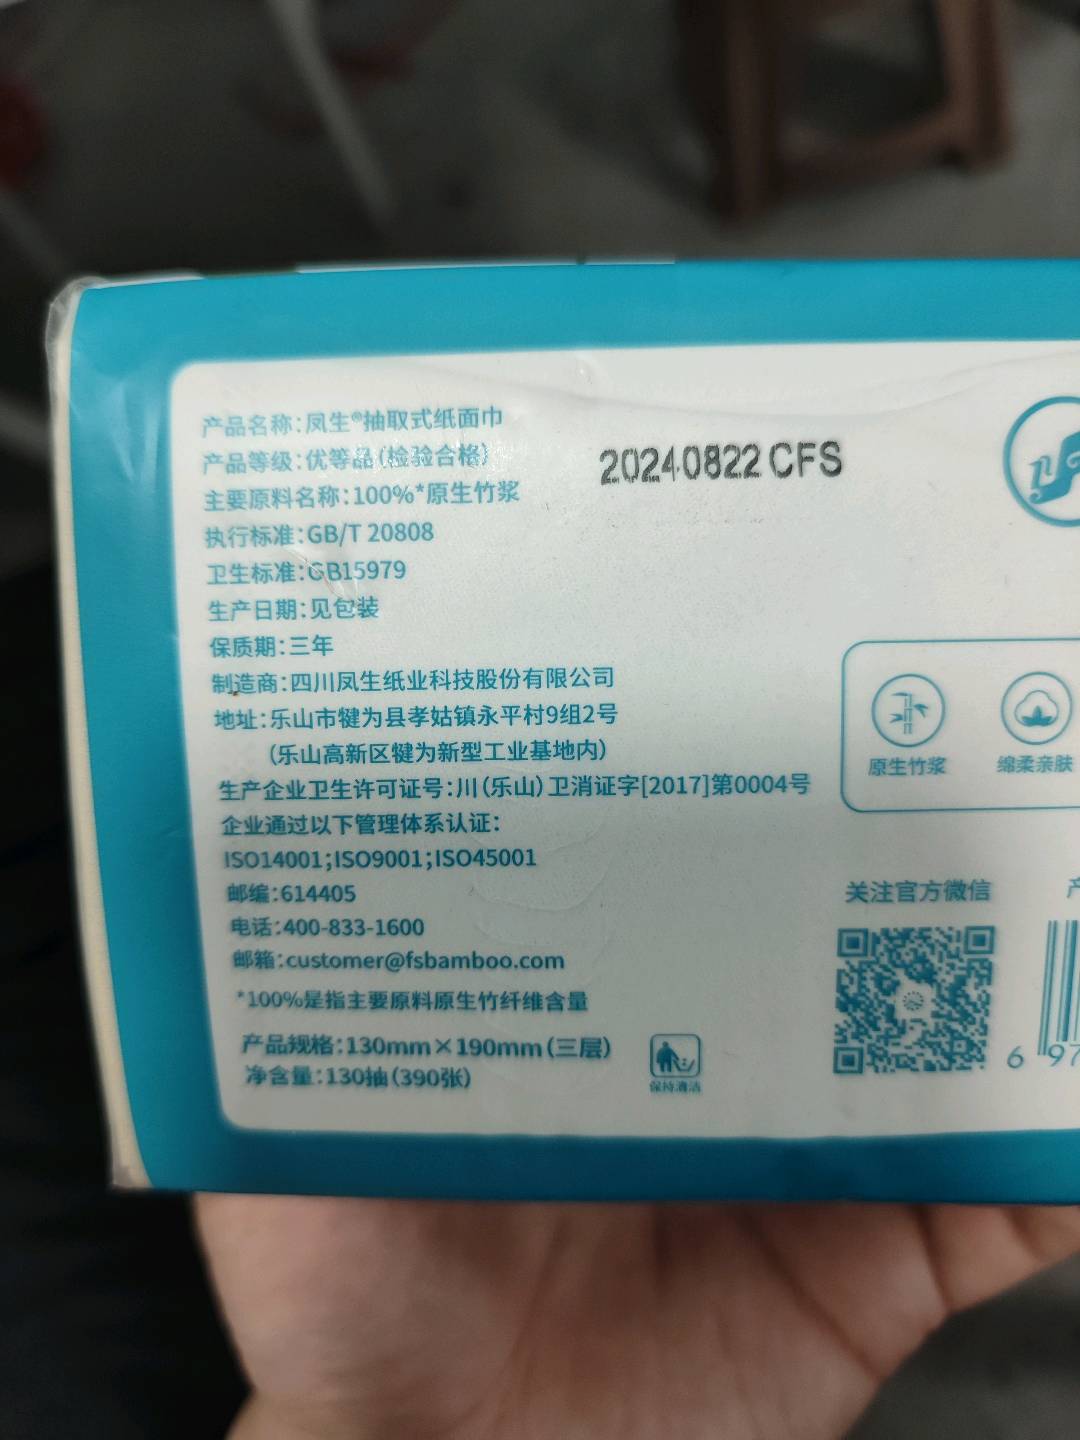 产品名称:凤生®抽取式纸面巾
产品等级:优等品(检验合格)
主要原料名称:100%*原生竹浆
执行标准:GB/T 20808
卫生标准:GB15979
生产日期:见包装
保质期:三年
制造商:四川凤生纸业科技股份有限公司
地址:乐山市犍为县孝姑镇永平村9组2号
(乐山高新区犍为新型工业基地内)
生产企业卫生许可证号:川(乐山)卫消证字[2017]第0004号
企业通过以下管理体系认证:
ISO14001;ISO9001;ISO45001
邮编:614405
电话:400-833-1600
邮箱:customer@fsbamboo.com
*100%是指主要原料原生竹纤维含量
产品规格:130mm×190mm(三层)
净含量:130抽(390张)
保持清洁
20240822 CFS
原生竹浆
绵柔亲肤
关注官方微信
产
6 97